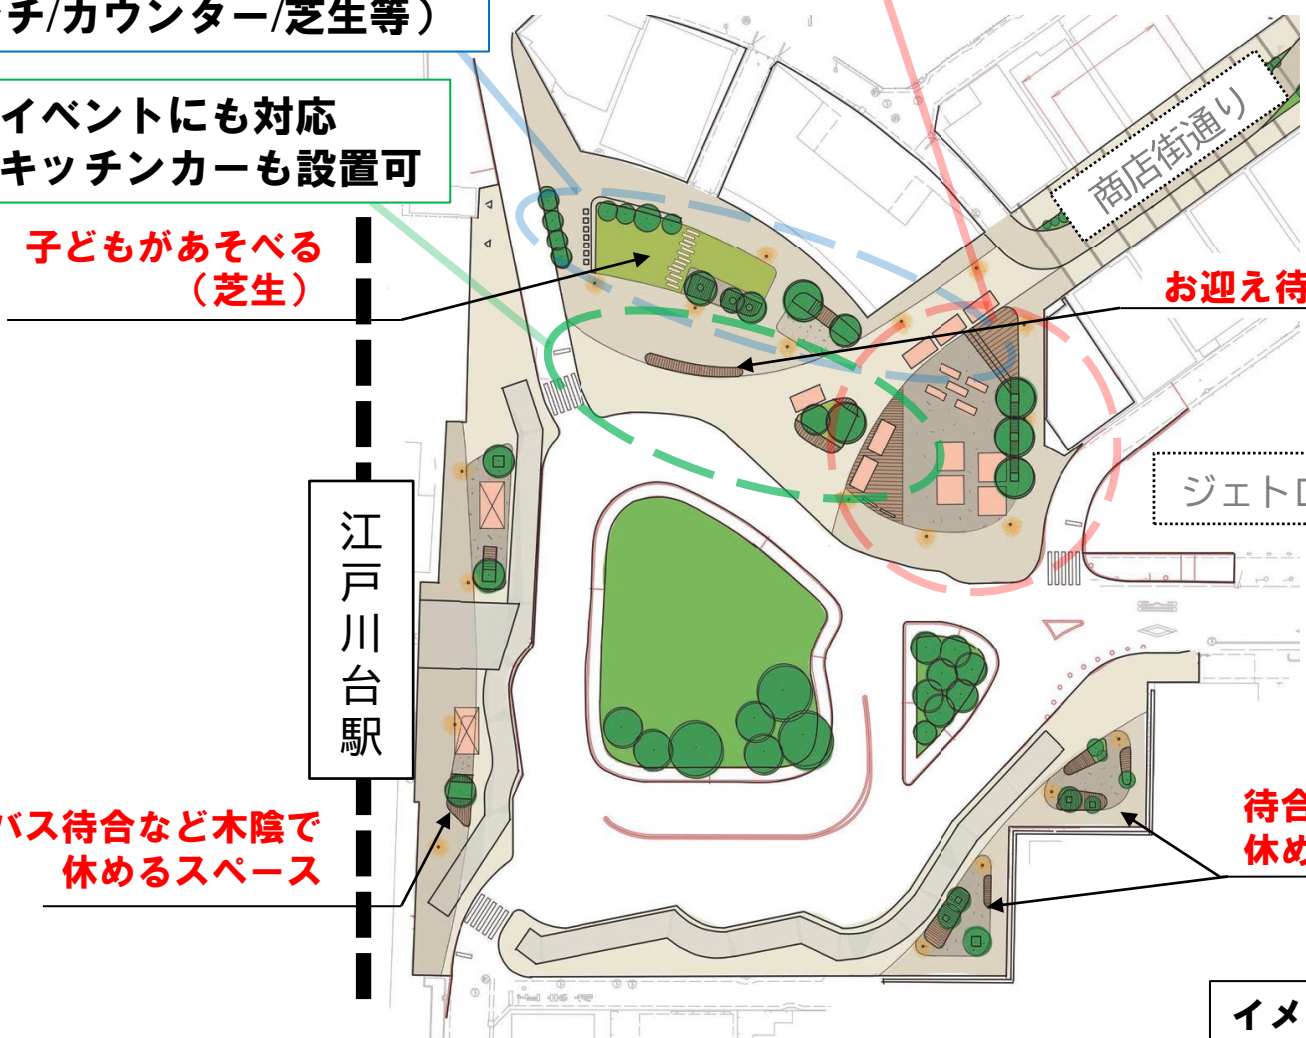 チ/カウンター/芝生等）
イベントにも対応
キッチンカーも設置可
商店街通り
子どもがあそべる
（芝生）
お迎え待
ジェトロ
江戸川台駅
バス待合など木陰で
休めるスペース
待合
休め
イメ